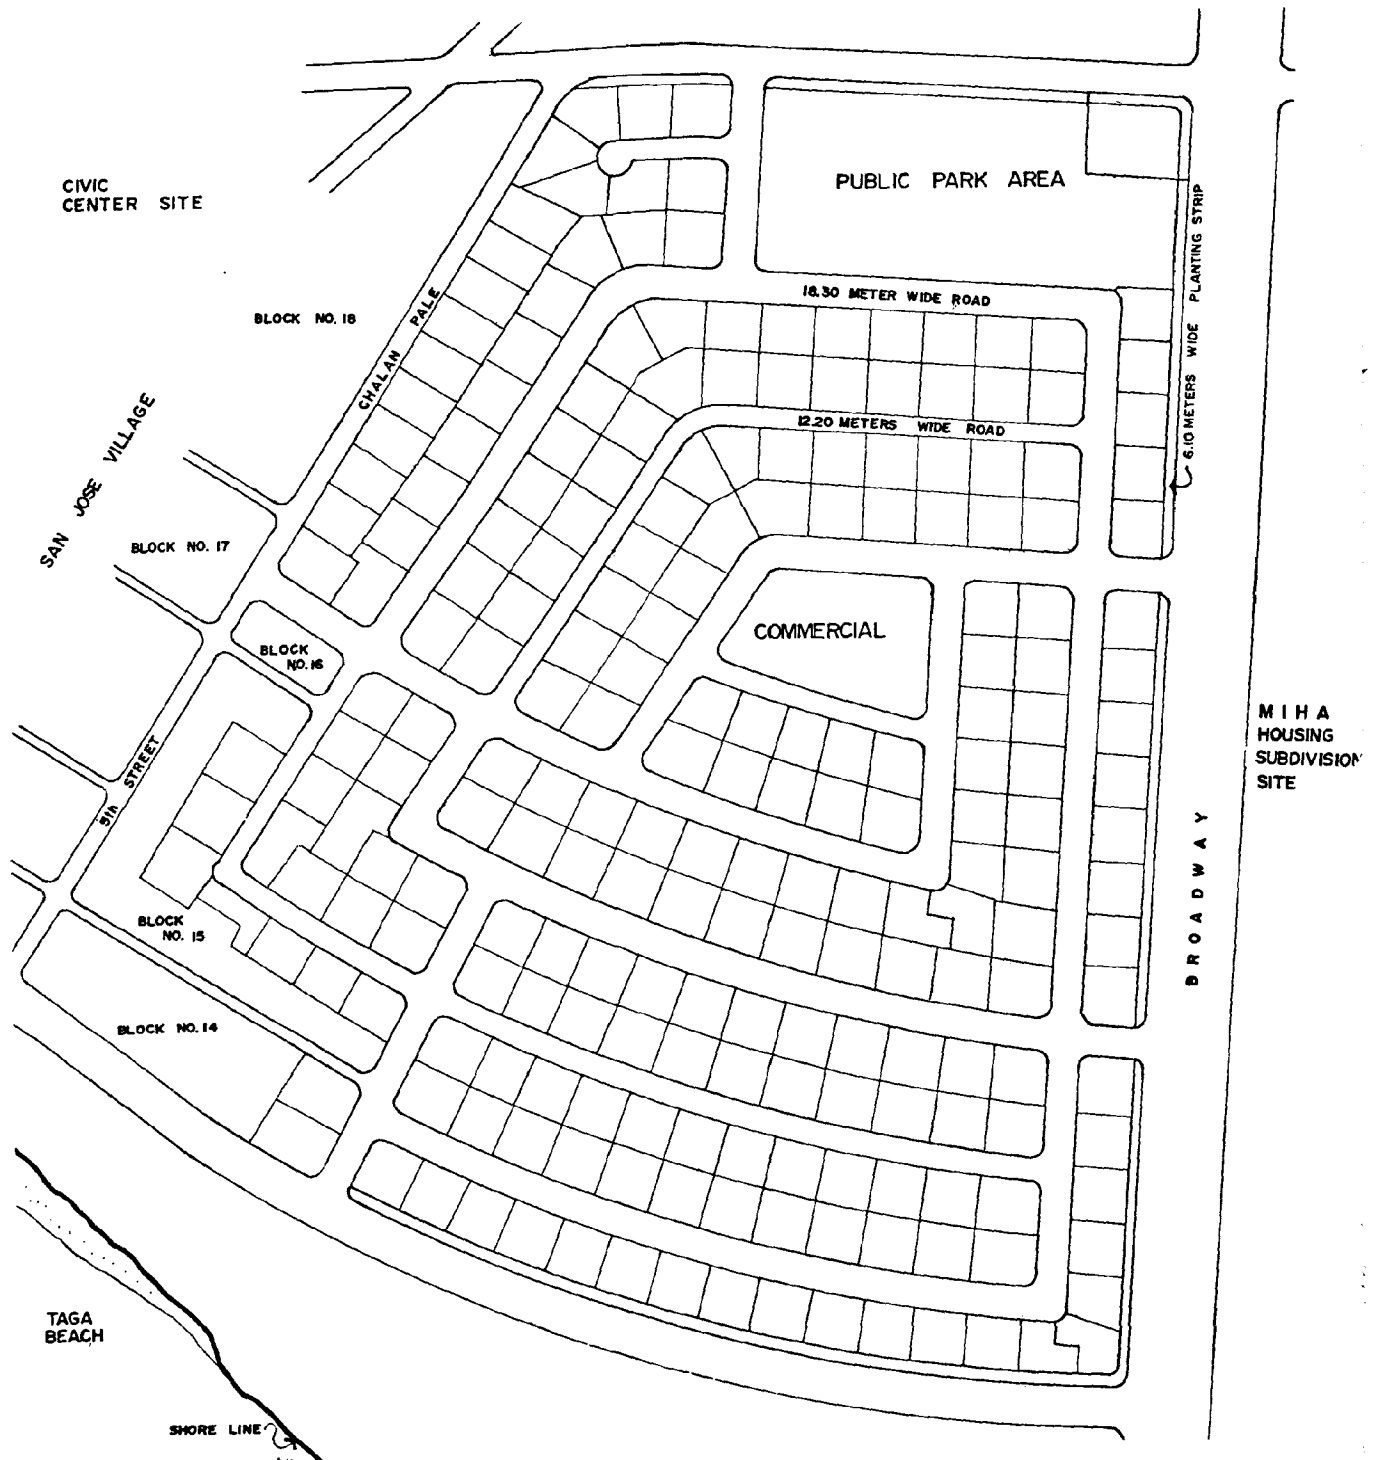 CIVIC
CENTER SITE
PUBLIC PARK AREA
6.10 METERS WIDE PLANTING STRIP
18.30 METER WIDE ROAD
BLOCK NO. 18
CHALAN PALE
12.20 METERS WIDE ROAD
SAN JOSE VILLAGE
BLOCK NO. 17
COMMERCIAL
BLOCK
NO. 16
MIHA
HOUSING
SUBDIVISION
SITE
5th STREET
BROADWAY
BLOCK
NO. 15
BLOCK NO. 14
TAGA
BEACH
SHORE LINE